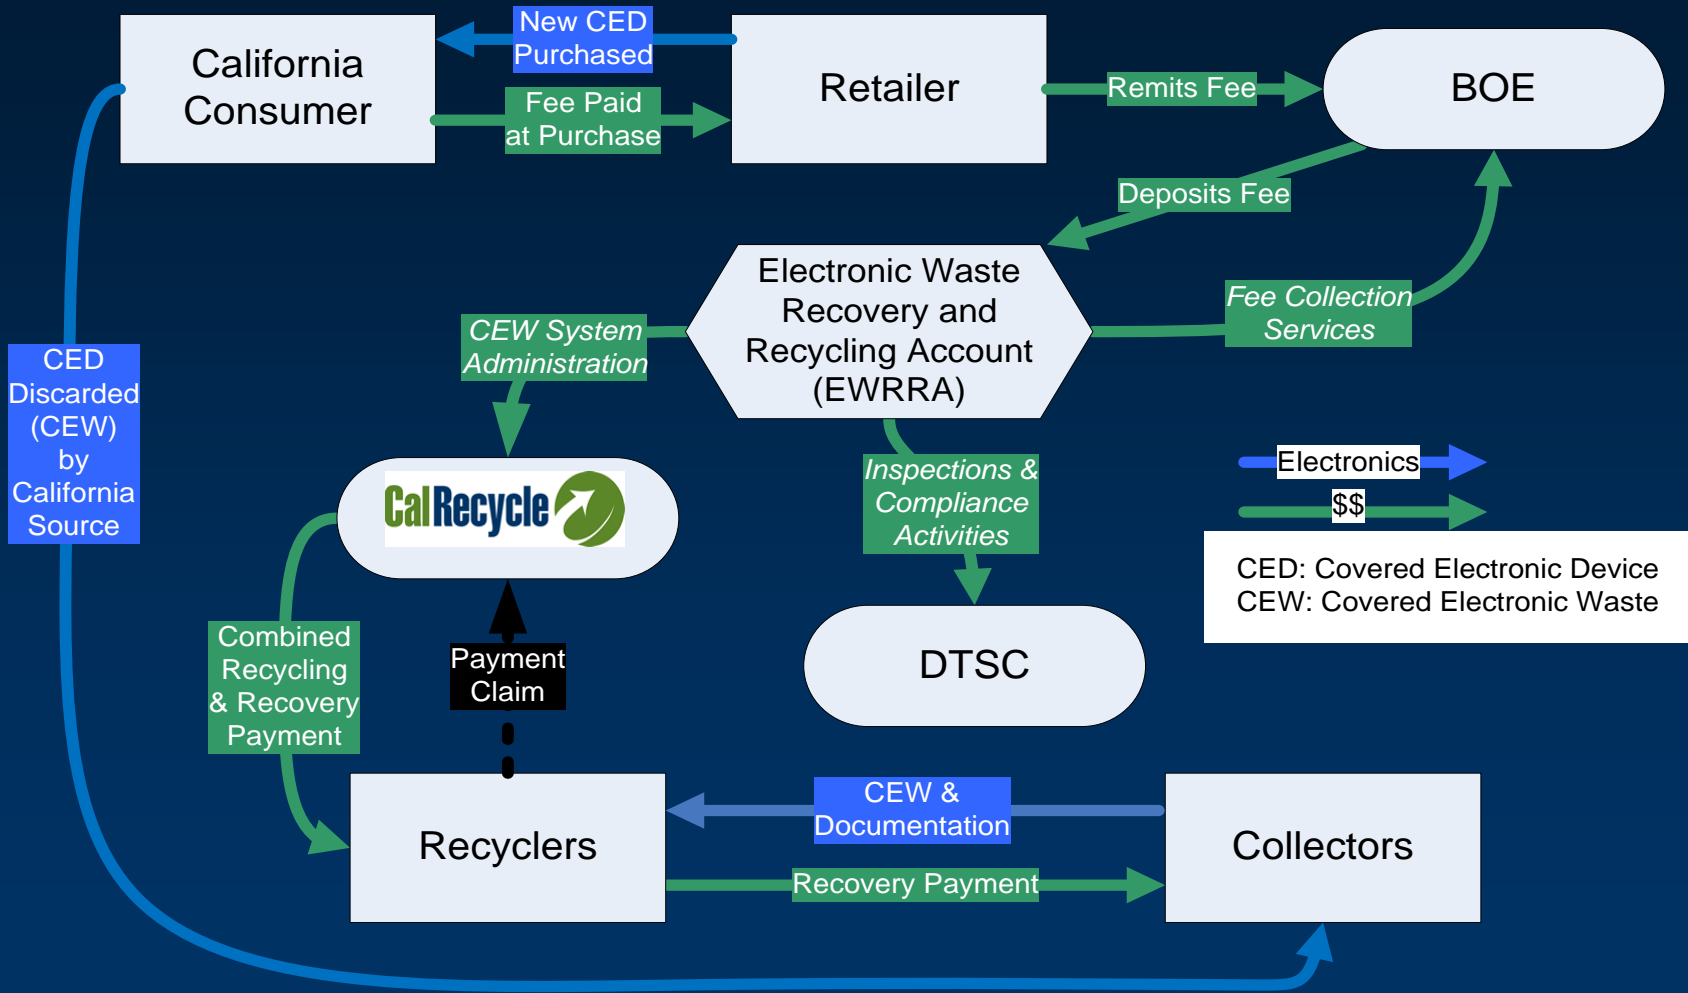 New CED
Purchased
California
Consumer
Fee Paid
at Purchase
Retailer
Remits Fee
BOE
Deposits Fee
Electronic Waste
Recovery and
Recycling Account
(EWRRA)
Fee Collection
Services
CEW System
Administration
CED
Discarded
(CEW)
by
California
Source
CalRecycle
Inspections &
Compliance
Activities
Electronics
$$
CED: Covered Electronic Device
CEW: Covered Electronic Waste
Combined
Recycling
& Recovery
Payment
Payment
Claim
DTSC
Recyclers
CEW &
Documentation
Recovery Payment
Collectors